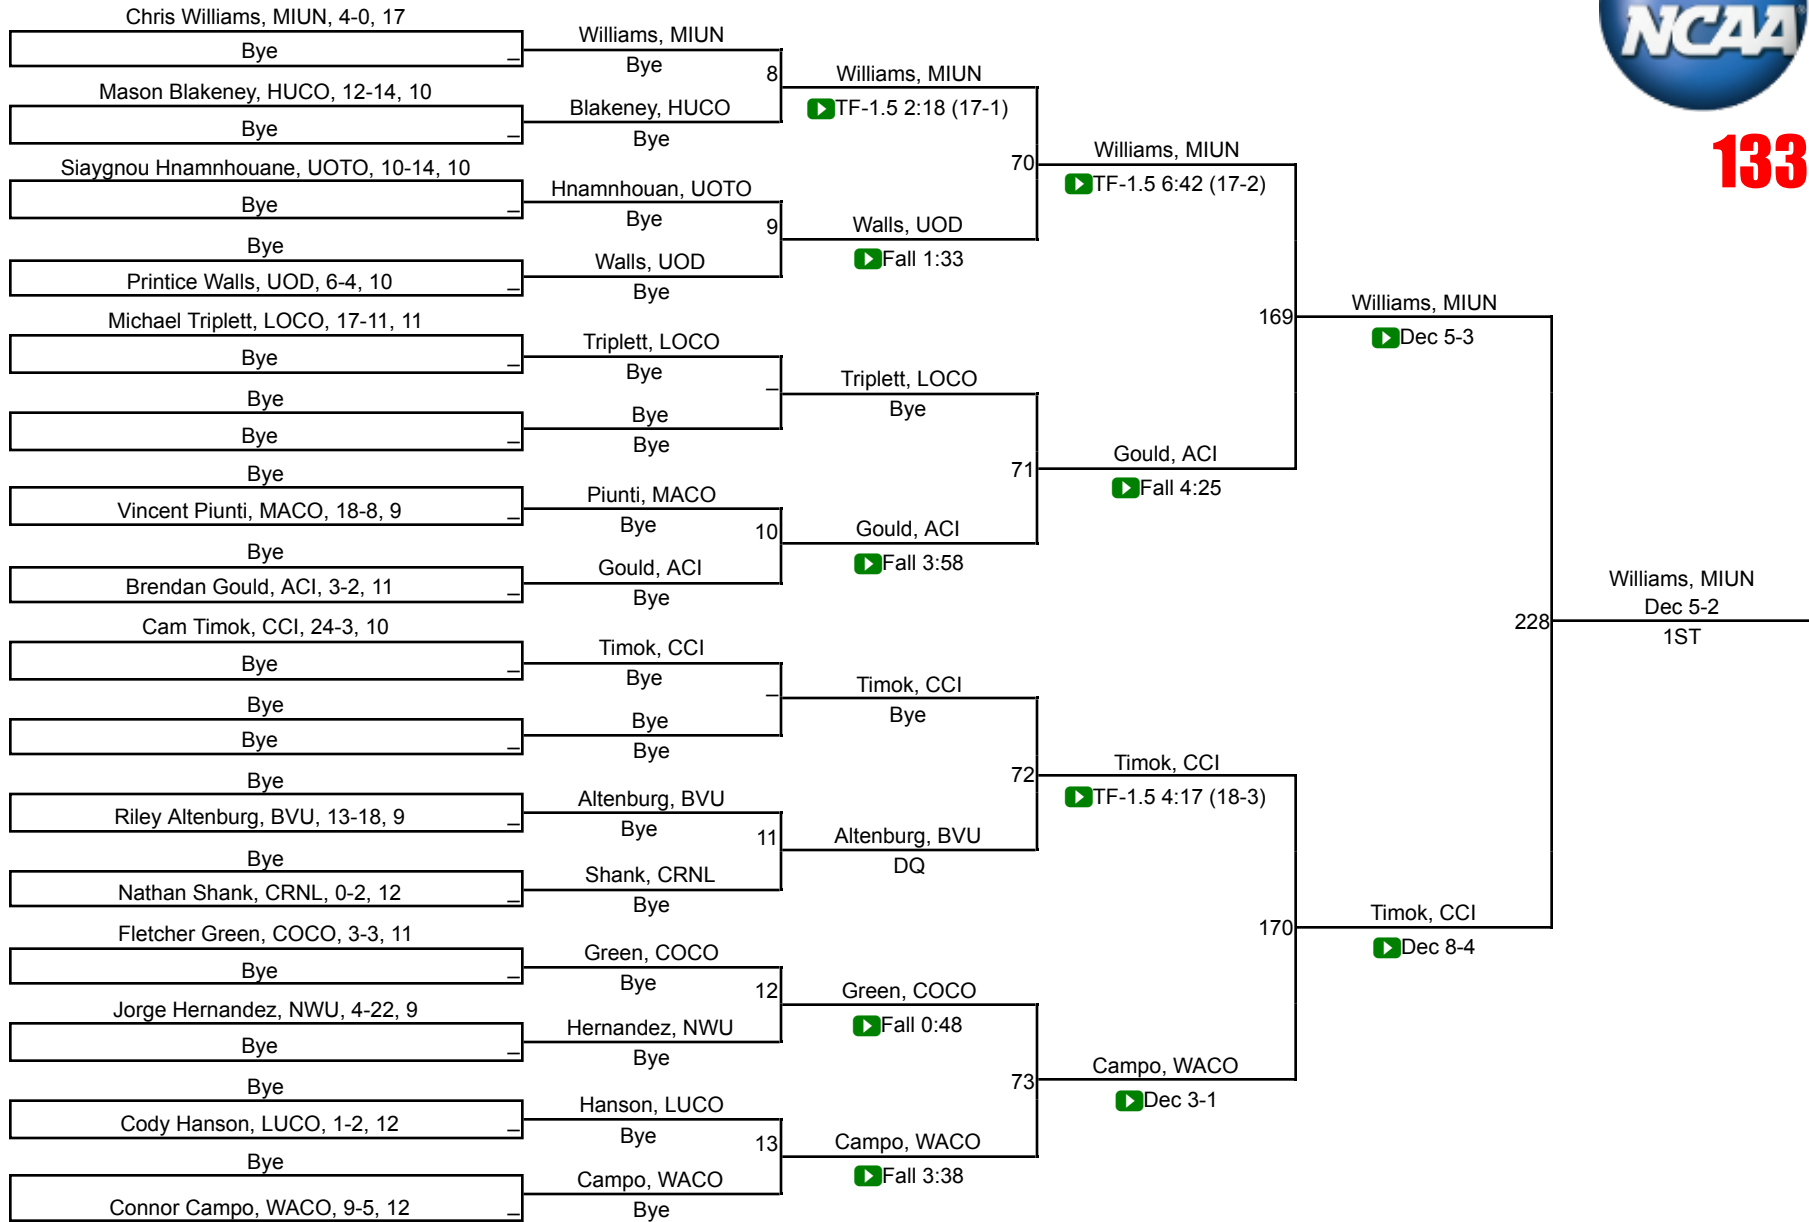 NCAA
133
Chris Williams, MIUN, 4-0, 17
Bye
_
Mason Blakeney, HUCO, 12-14, 10
Bye
_
Siaygnou Hnamnhouane, UOTO, 10-14, 10
Bye
_
Bye
Printice Walls, UOD, 6-4, 10
_
Michael Triplett, LOCO, 17-11, 11
Bye
_
Bye
Bye
_
Bye
Vincent Piunti, MACO, 18-8, 9
_
Bye
Brendan Gould, ACI, 3-2, 11
_
Cam Timok, CCI, 24-3, 10
Bye
_
Bye
Bye
_
Bye
Riley Altenburg, BVU, 13-18, 9
_
Bye
Nathan Shank, CRNL, 0-2, 12
_
Fletcher Green, COCO, 3-3, 11
Bye
_
Jorge Hernandez, NWU, 4-22, 9
Bye
_
Bye
Cody Hanson, LUCO, 1-2, 12
_
Bye
Connor Campo, WACO, 9-5, 12
_
Williams, MIUN
Bye
8
Blakeney, HUCO
Bye
Hnamnhouan, UOTO
Bye
9
Walls, UOD
Bye
Triplett, LOCO
Bye
_
Bye
Bye
Piunti, MACO
Bye
10
Gould, ACI
Bye
Timok, CCI
Bye
_
Bye
Bye
Altenburg, BVU
Bye
11
Shank, CRNL
Bye
Green, COCO
Bye
12
Hernandez, NWU
Bye
Hanson, LUCO
Bye
13
Campo, WACO
Bye
Williams, MIUN
TF-1.5 2:18 (17-1)
70
Walls, UOD
Fall 1:33
Triplett, LOCO
Bye
71
Gould, ACI
Fall 3:58
Timok, CCI
Bye
72
Altenburg, BVU
DQ
Green, COCO
Fall 0:48
73
Campo, WACO
Fall 3:38
Williams, MIUN
TF-1.5 6:42 (17-2)
169
Gould, ACI
Fall 4:25
Timok, CCI
TF-1.5 4:17 (18-3)
170
Campo, WACO
Dec 3-1
Williams, MIUN
Dec 5-3
228
Timok, CCI
Dec 8-4
Williams, MIUN
Dec 5-2
1ST